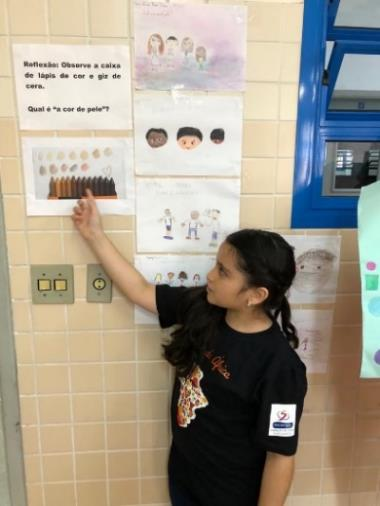 Reflexão: Observe a caixa
de lápis de cor e giz de
cera.
Qual é "a cor de pele"?
África